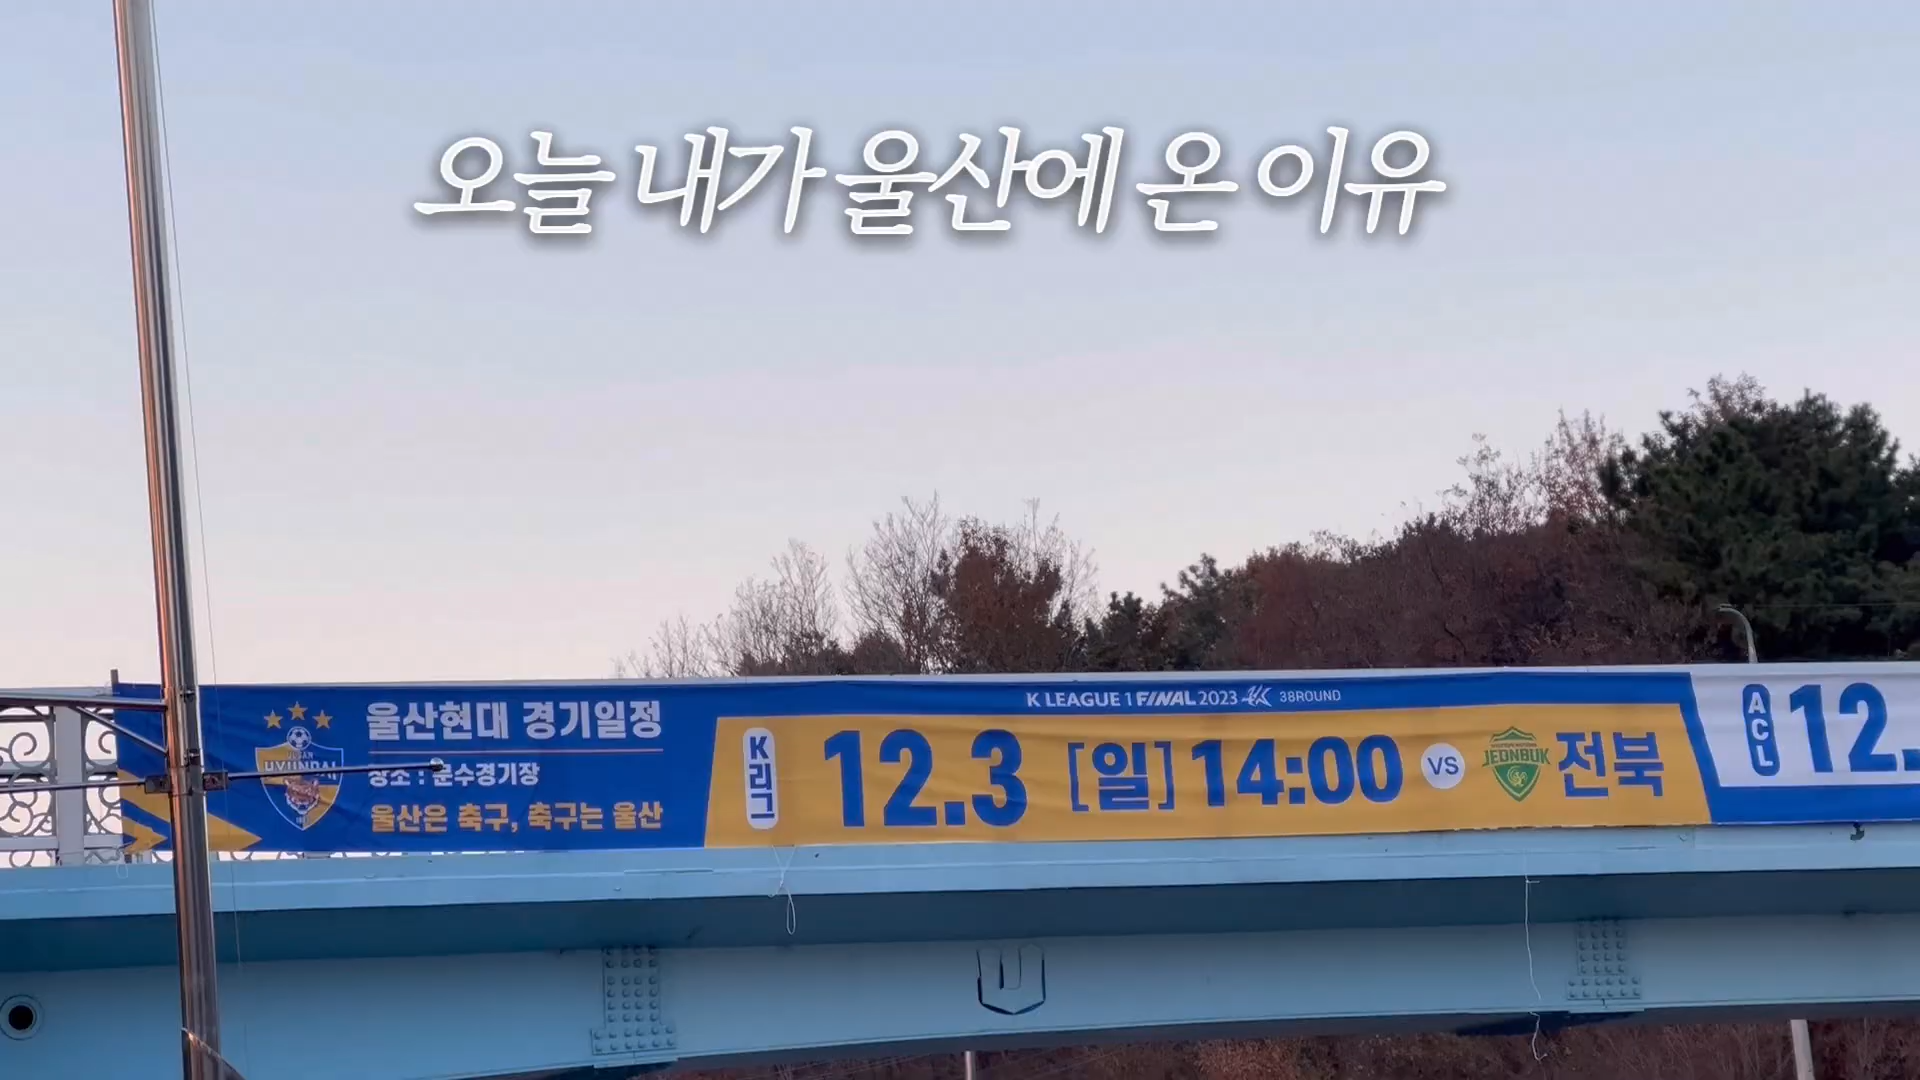 오늘 내가 울산에 온 이유
울산현대 경기일정
장소 : 문수경기장
울산은 축구, 축구는 울산
HYUNDAI
K LEAGUE 1 FINAL 2023 38ROUND
K리그
12.3 [일] 14:00 VS
JEONBUK
전북
ACL
12.